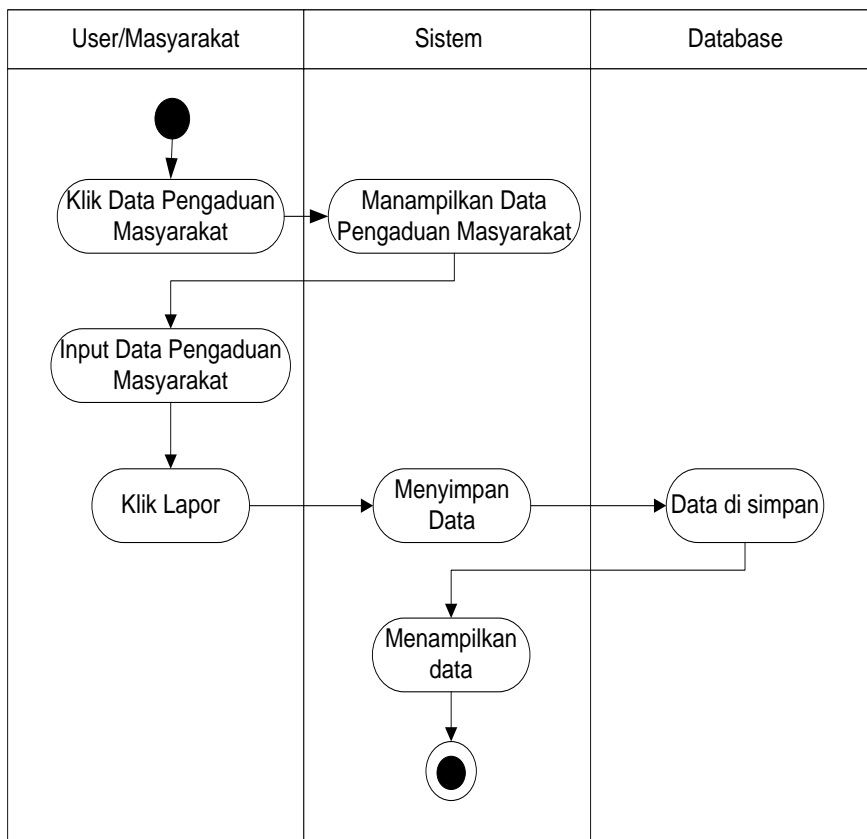 User/Masyarakat
Sistem
Database
Klik Data Pengaduan
Masyarakat
Manampilkan Data
Pengaduan Masyarakat
Input Data Pengaduan
Masyarakat
Klik Lapor
Menyimpan
Data
Data di simpan
Menampilkan
data